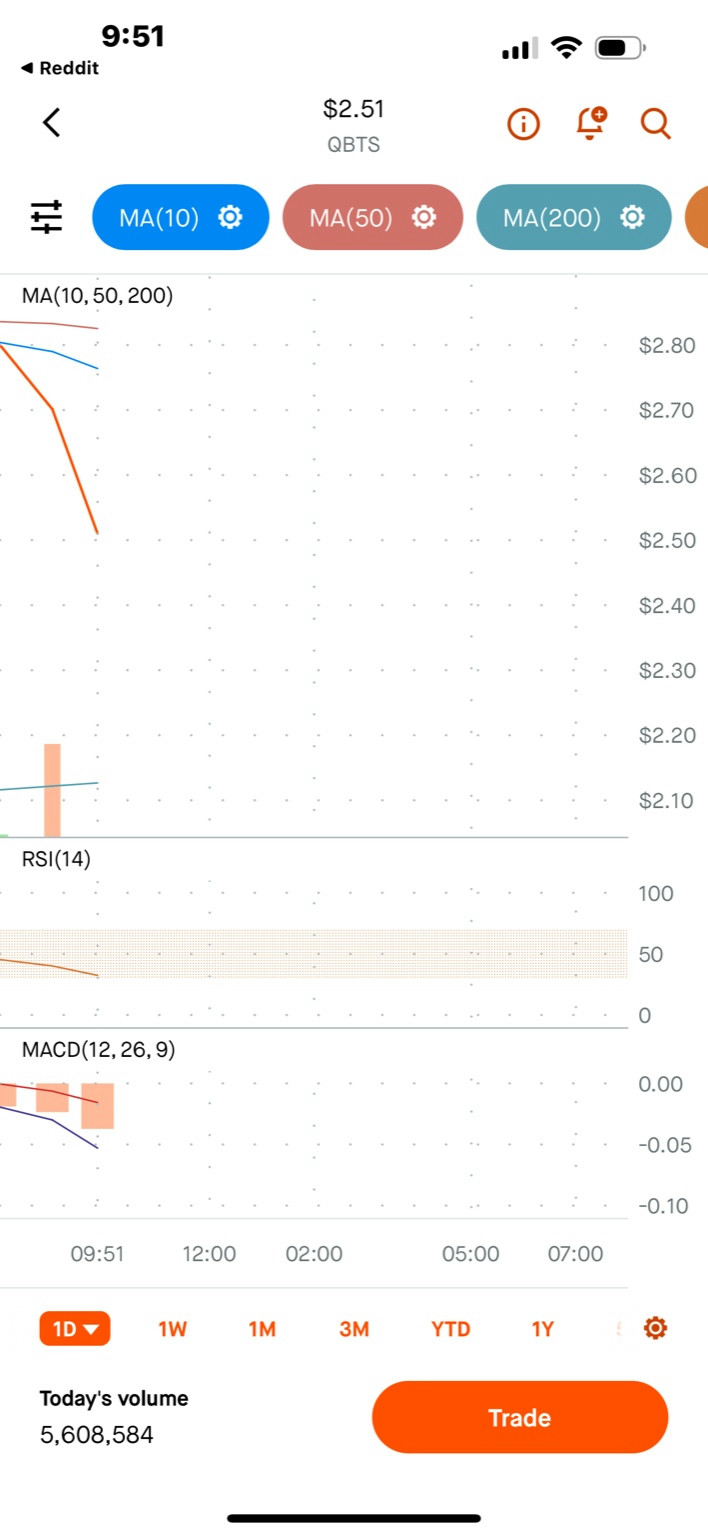 9:51
◀ Reddit
$2.51
QBTS
MA(10)
MA(50)
MA(200)
MA(10, 50, 200)
$2.80
$2.70
$2.60
$2.50
$2.40
$2.30
$2.20
$2.10
RSI(14)
100
50
0
MACD(12, 26, 9)
0.00
-0.05
-0.10
09:51 12:00 02:00 05:00 07:00
1D 1W 1M 3M YTD 1Y
Today's volume
5,608,584
Trade